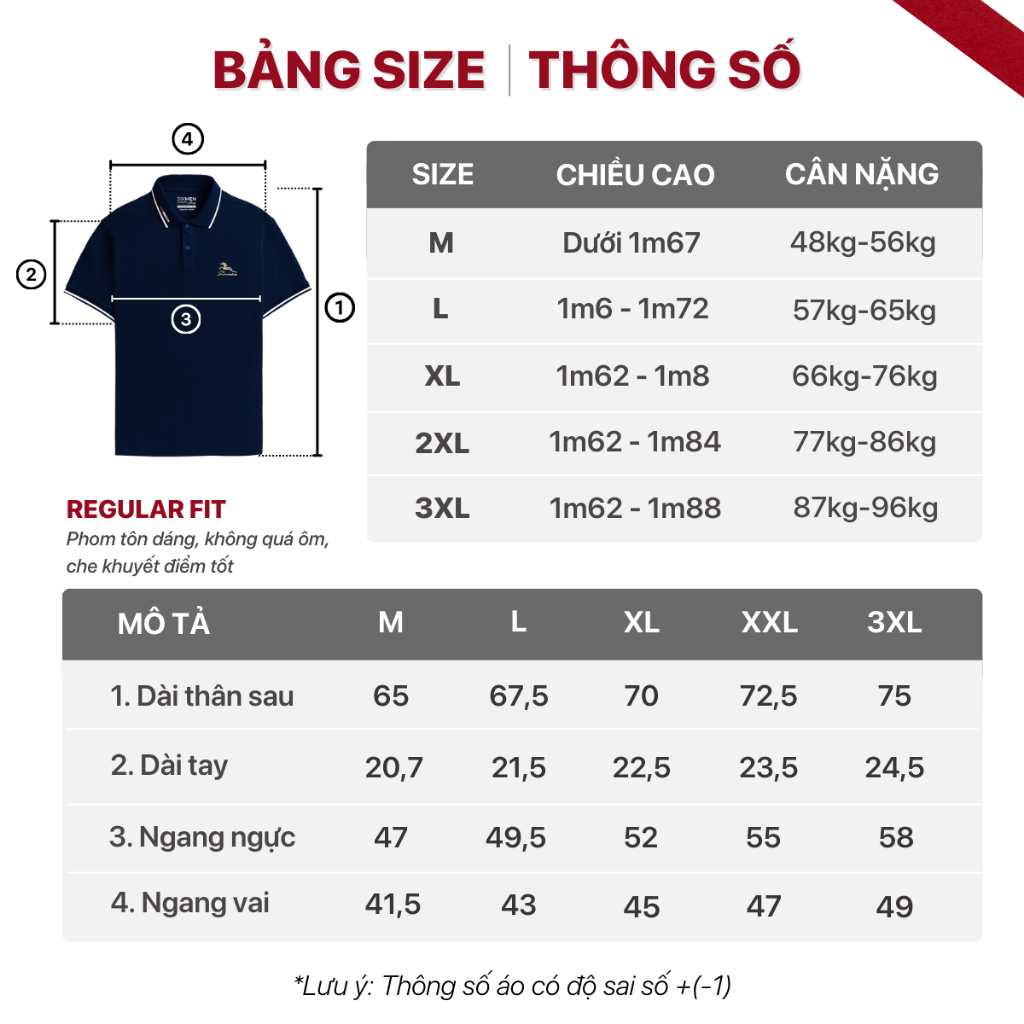 BẢNG SIZE | THÔNG SỐ
4
2
3
1
SIXMEN
SIZE CHIỀU CAO CÂN NẶNG
M Dưới 1m67 48kg-56kg
L 1m6 - 1m72 57kg-65kg
XL 1m62 - 1m8 66kg-76kg
2XL 1m62 - 1m84 77kg-86kg
3XL 1m62 - 1m88 87kg-96kg
REGULAR FIT
Phom tôn dáng, không quá ôm,
che khuyết điểm tốt
MÔ TẢ M L XL XXL 3XL
1. Dài thân sau 65 67,5 70 72,5 75
2. Dài tay 20,7 21,5 22,5 23,5 24,5
3. Ngang ngực 47 49,5 52 55 58
4. Ngang vai 41,5 43 45 47 49
*Lưu ý: Thông số áo có độ sai số +(-1)